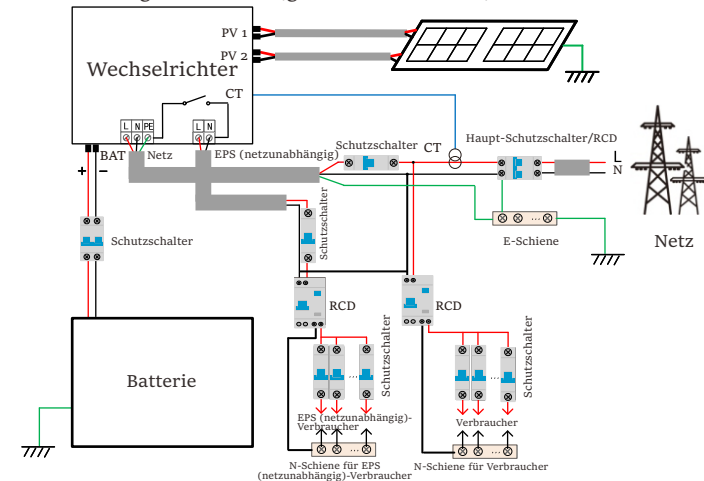 PV 1
PV 2
Wechselrichter
CT
L N PE
L N
BAT
Netz
EPS (netzunabhängig)
+ −
Schutzschalter
CT
Haupt-Schutzschalter/RCD
L
N
Schutzschalter
Schutzschalter
E-Schiene
Netz
RCD
RCD
Batterie
Schutzschalter
Schutzschalter
EPS (netzunabhängig)-
Verbraucher
Verbraucher
N-Schiene für EPS
(netzunabhängig)-Verbraucher
N-Schiene für Verbraucher